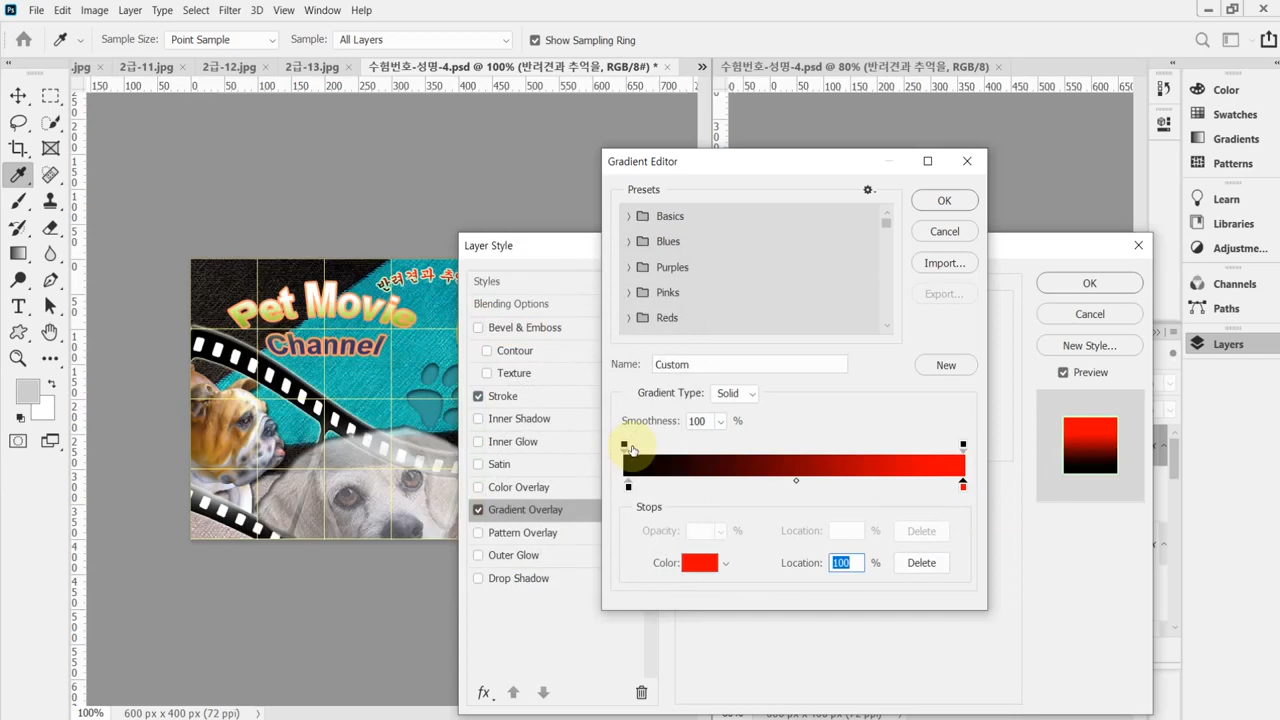 Ps File Edit Image Layer Type Select Filter 3D View Window Help
Sample Size: Point Sample Sample: All Layers Show Sampling Ring
.jpg × 2급-11.jpg × 2급-12.jpg × 2급-13.jpg × 수험번호-성명-4.psd @ 100% (반려견과 추억을, RGB/8#) * × 수험번호-성명-4.psd @ 80% (반려견과 추억을, RGB/8) ×
150 100 50 0 50 100 150 200 250 300 350 400 450 500 550 600 650 0 50 100 150 200 250 300 350 400 450 500 550 600 650
Color
Swatches
Gradients
Patterns
Learn
Libraries
Adjustme...
Channels
Paths
Layers
Gradient Editor
Presets
Basics
Blues
Purples
Pinks
Reds
OK
Cancel
Import...
Export...
Name: Custom New
Gradient Type: Solid
Smoothness: 100 %
Stops
Opacity: % Location: % Delete
Color: Location: 100 % Delete
Layer Style
Styles
Blending Options
Bevel & Emboss
Contour
Texture
Stroke
Inner Shadow
Inner Glow
Satin
Color Overlay
Gradient Overlay
Pattern Overlay
Outer Glow
Drop Shadow
fx
OK
Cancel
New Style...
Preview
반려견과
Pet Movie
Channel
100% 600 px x 400 px (72 ppi)